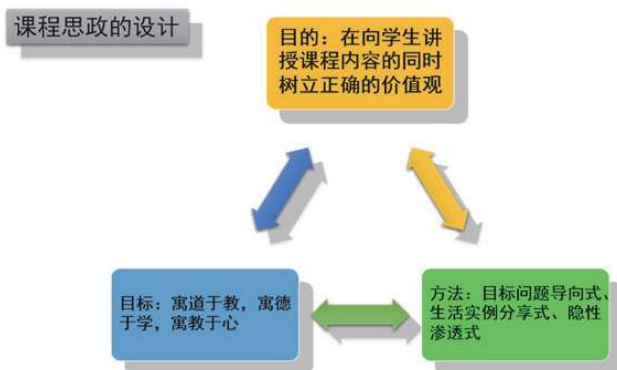 课程思政的设计
目的：在向学生讲
授课程内容的同时
树立正确的价值观
目标：寓道于教，寓德
于学，寓教于心
方法：目标问题导向式、
生活实例分享式、隐性
渗透式